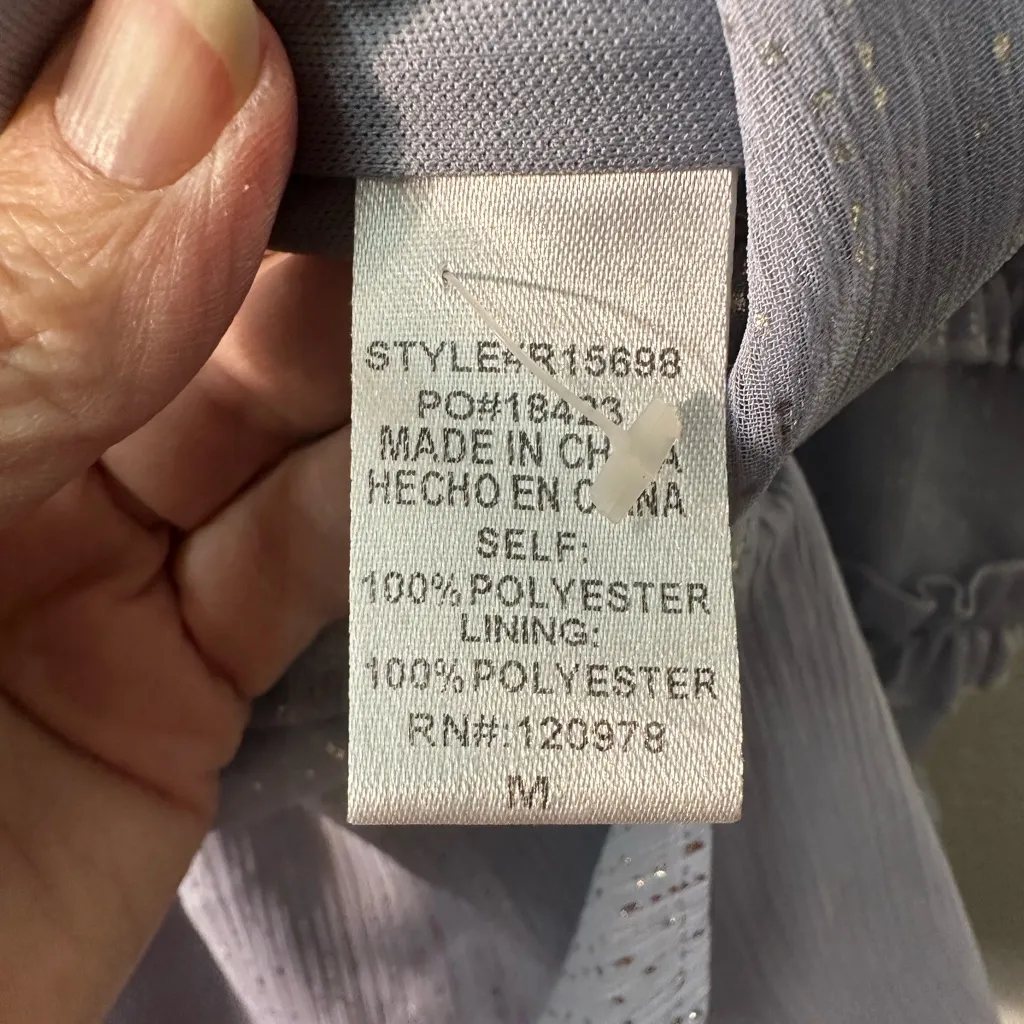 STYLE#R15698
PO#18423
MADE IN CHINA
HECHO EN CHINA
SELF:
100% POLYESTER
LINING:
100% POLYESTER
RN#:120978
M